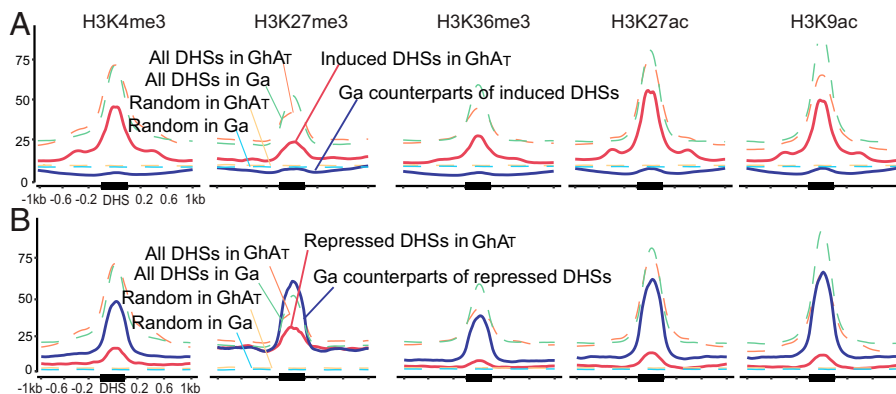 A
H3K4me3 H3K27me3 H3K36me3 H3K27ac H3K9ac
All DHSs in GhAT
Induced DHSs in GhAT
All DHSs in Ga
Ga counterparts of induced DHSs
Random in GhAT
Random in Ga
75
50
25
0
-1kb -0.6 -0.2 DHS 0.2 0.6 1kb
B
All DHSs in GhAT
Repressed DHSs in GhAT
All DHSs in Ga
Ga counterparts of repressed DHSs
Random in GhAT
Random in Ga
75
50
25
0
-1kb -0.6 -0.2 DHS 0.2 0.6 1kb